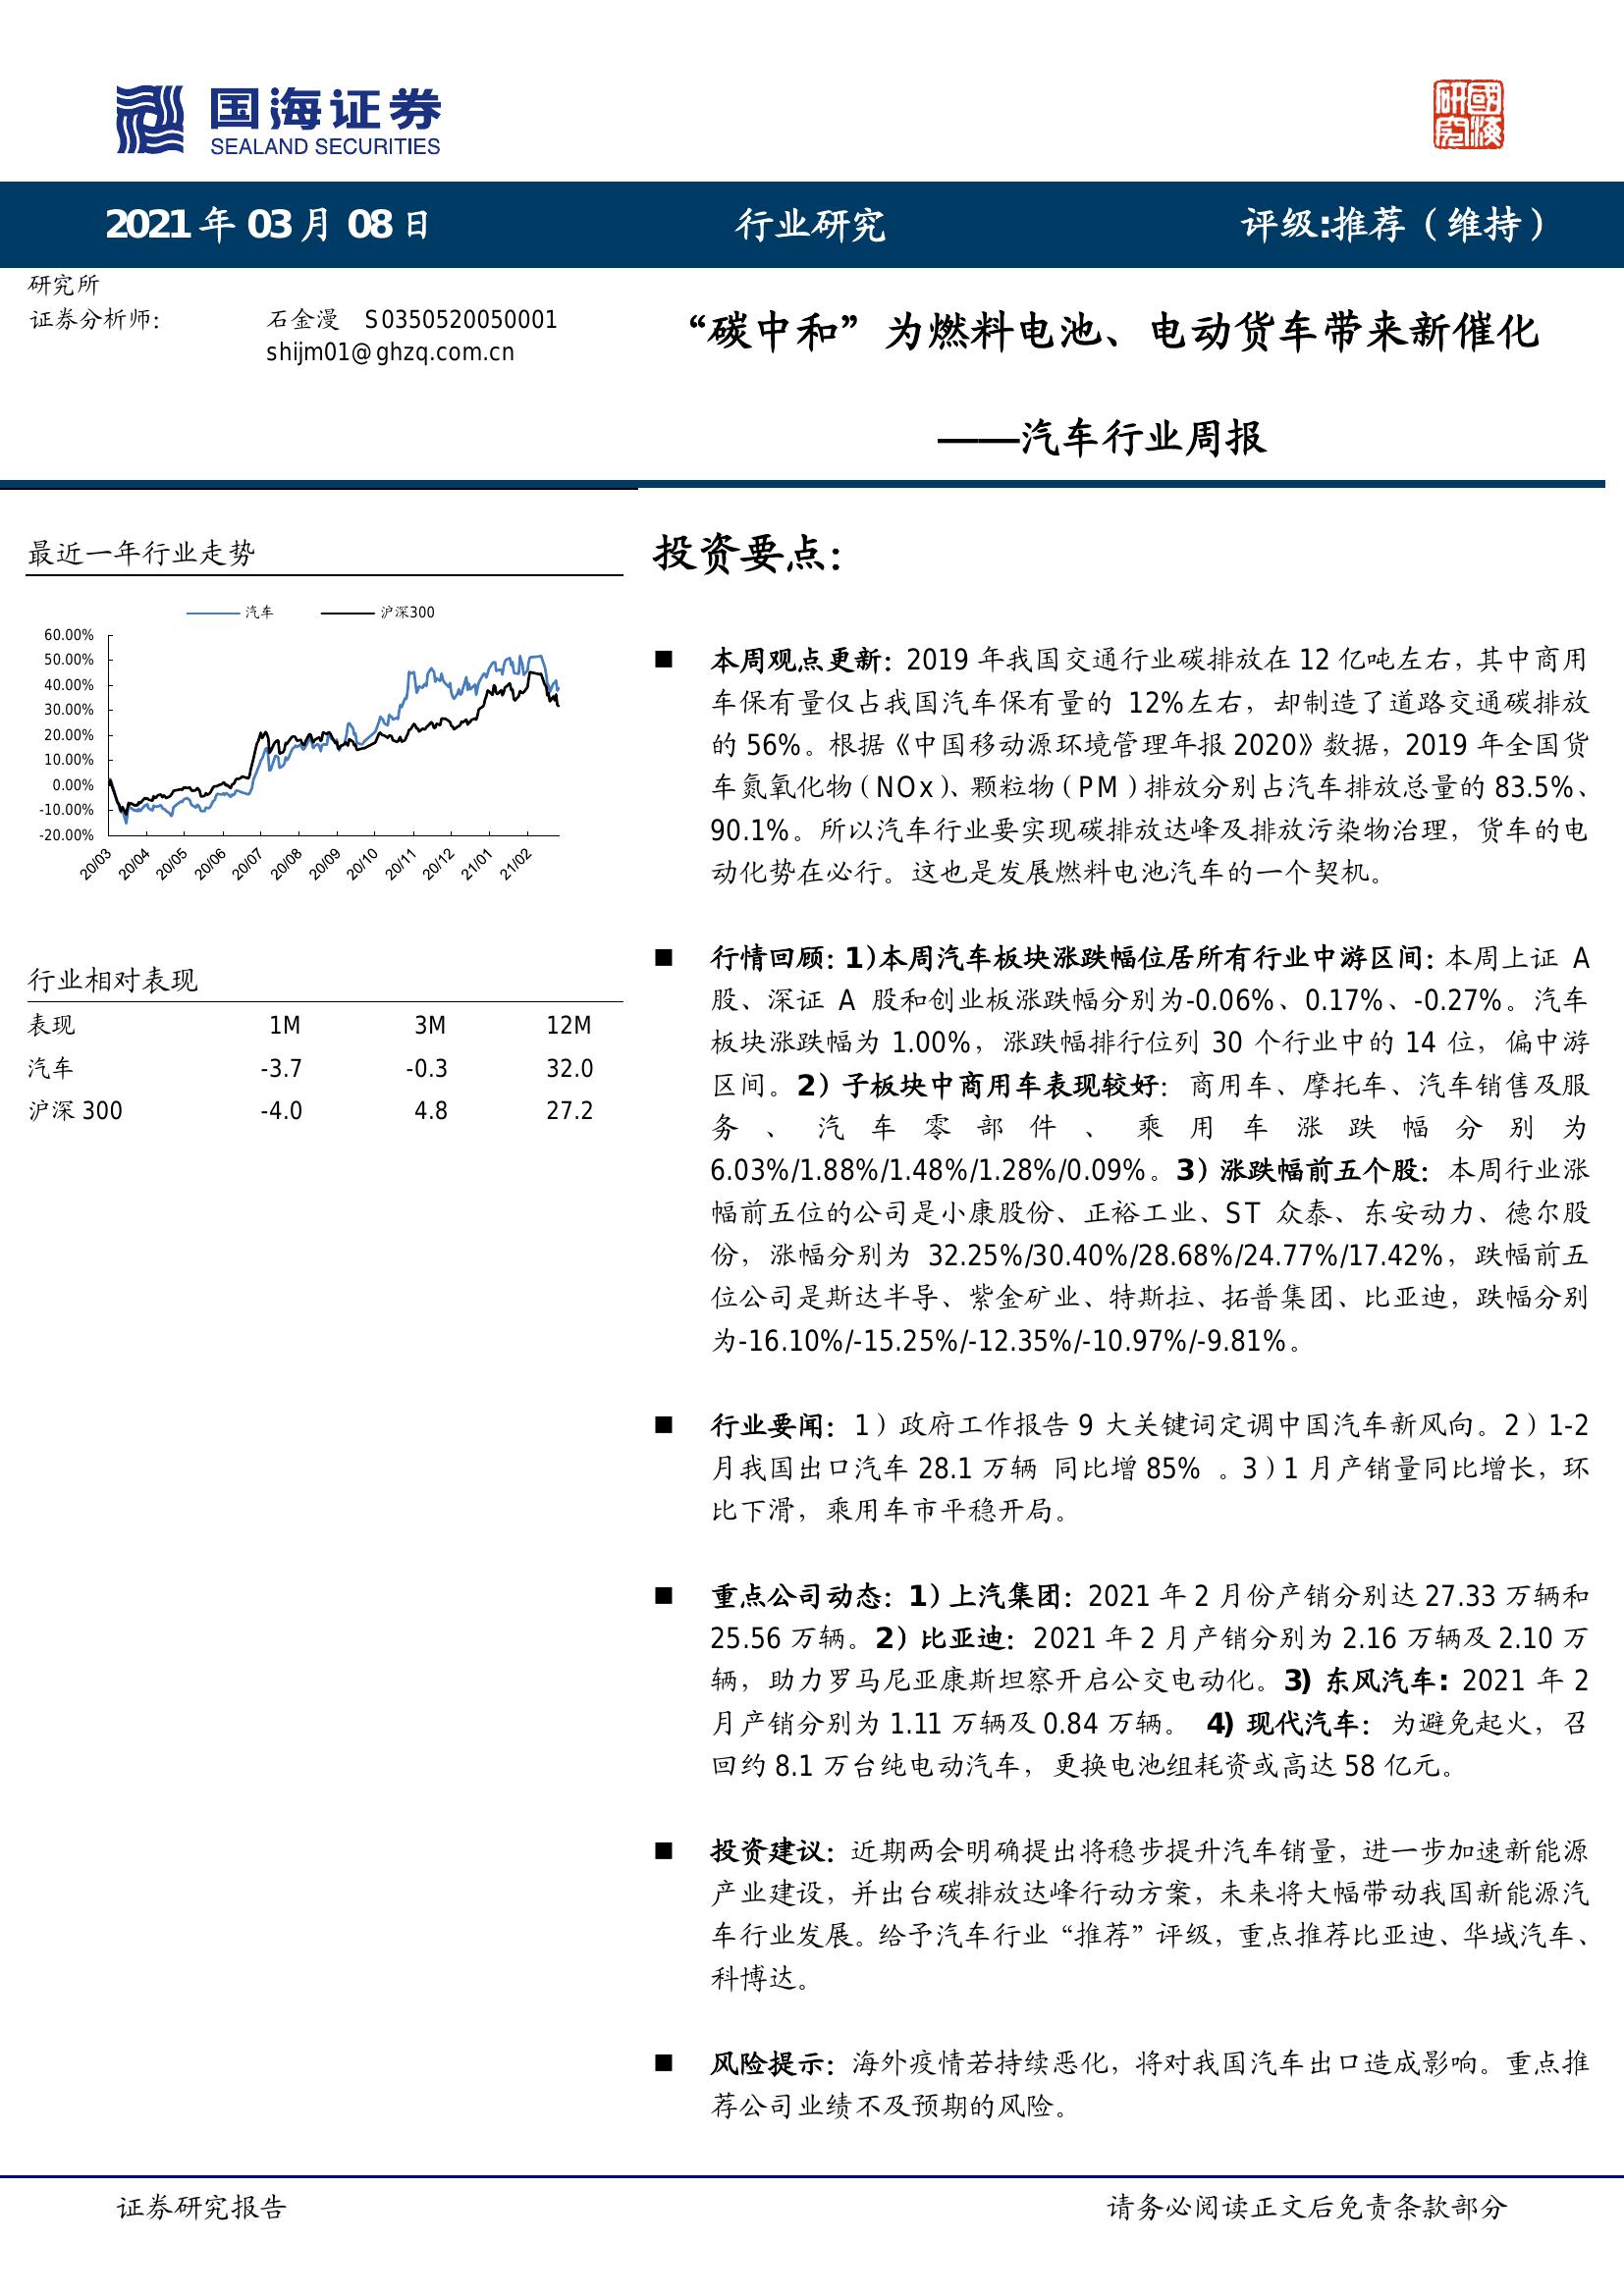 国海证券
SEALAND SECURITIES
國海研究
2021 年 03 月 08 日 行业研究 评级:推荐（维持）
研究所
证券分析师： 石金漫 S0350520050001
shijm01@ghzq.com.cn
“碳中和”为燃料电池、电动货车带来新催化
——汽车行业周报
最近一年行业走势
汽车 沪深300
60.00%
50.00%
40.00%
30.00%
20.00%
10.00%
0.00%
-10.00%
-20.00%
20/03 20/04 20/05 20/06 20/07 20/08 20/09 20/10 20/11 20/12 21/01 21/02
行业相对表现
表现 1M 3M 12M
汽车 -3.7 -0.3 32.0
沪深 300 -4.0 4.8 27.2
投资要点：
■ 本周观点更新：2019 年我国交通行业碳排放在 12 亿吨左右，其中商用
车保有量仅占我国汽车保有量的 12%左右，却制造了道路交通碳排放
的 56%。根据《中国移动源环境管理年报 2020》数据，2019 年全国货
车氮氧化物（NOx）、颗粒物（PM）排放分别占汽车排放总量的 83.5%、
90.1%。所以汽车行业要实现碳排放达峰及排放污染物治理，货车的电
动化势在必行。这也是发展燃料电池汽车的一个契机。
■ 行情回顾：1）本周汽车板块涨跌幅位居所有行业中游区间：本周上证 A
股、深证 A 股和创业板涨跌幅分别为-0.06%、0.17%、-0.27%。汽车
板块涨跌幅为 1.00%，涨跌幅排行位列 30 个行业中的 14 位，偏中游
区间。2）子板块中商用车表现较好：商用车、摩托车、汽车销售及服
务、汽车零部件、乘用车涨跌幅分别为
6.03%/1.88%/1.48%/1.28%/0.09%。3）涨跌幅前五个股：本周行业涨
幅前五位的公司是小康股份、正裕工业、ST 众泰、东安动力、德尔股
份，涨幅分别为 32.25%/30.40%/28.68%/24.77%/17.42%，跌幅前五
位公司是斯达半导、紫金矿业、特斯拉、拓普集团、比亚迪，跌幅分别
为-16.10%/-15.25%/-12.35%/-10.97%/-9.81%。
■ 行业要闻：1）政府工作报告 9 大关键词定调中国汽车新风向。2）1-2
月我国出口汽车 28.1 万辆 同比增 85% 。3）1 月产销量同比增长，环
比下滑，乘用车市平稳开局。
■ 重点公司动态：1）上汽集团：2021 年 2 月份产销分别达 27.33 万辆和
25.56 万辆。2）比亚迪：2021 年 2 月产销分别为 2.16 万辆及 2.10 万
辆，助力罗马尼亚康斯坦察开启公交电动化。3) 东风汽车: 2021 年 2
月产销分别为 1.11 万辆及 0.84 万辆。 4) 现代汽车：为避免起火，召
回约 8.1 万台纯电动汽车，更换电池组耗资或高达 58 亿元。
■ 投资建议：近期两会明确提出将稳步提升汽车销量，进一步加速新能源
产业建设，并出台碳排放达峰行动方案，未来将大幅带动我国新能源汽
车行业发展。给予汽车行业“推荐”评级，重点推荐比亚迪、华域汽车、
科博达。
■ 风险提示：海外疫情若持续恶化，将对我国汽车出口造成影响。重点推
荐公司业绩不及预期的风险。
证券研究报告 请务必阅读正文后免责条款部分